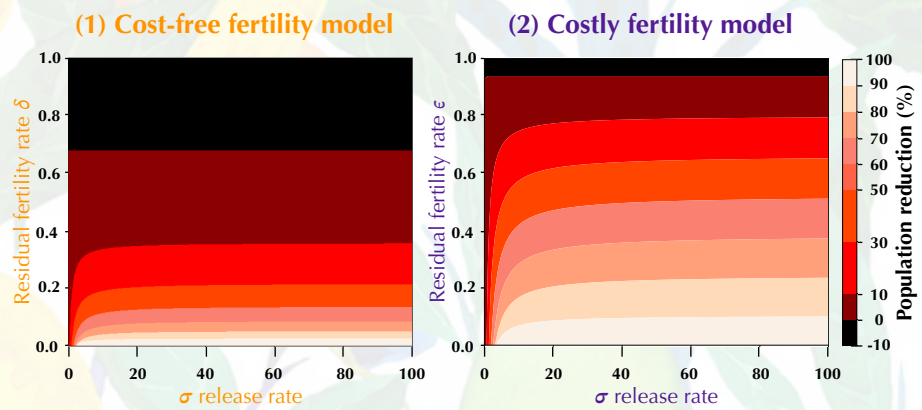 (1) Cost-free fertility model
(2) Costly fertility model
Residual fertility rate δ
1.0
0.8
0.6
0.4
0.2
0.0
0 20 40 60 80 100
σ release rate
Residual fertility rate ϵ
1.0
0.8
0.6
0.4
0.2
0.0
0 20 40 60 80 100
σ release rate
100
90
80
70
60
50
30
10
0
-10
Population reduction (%)